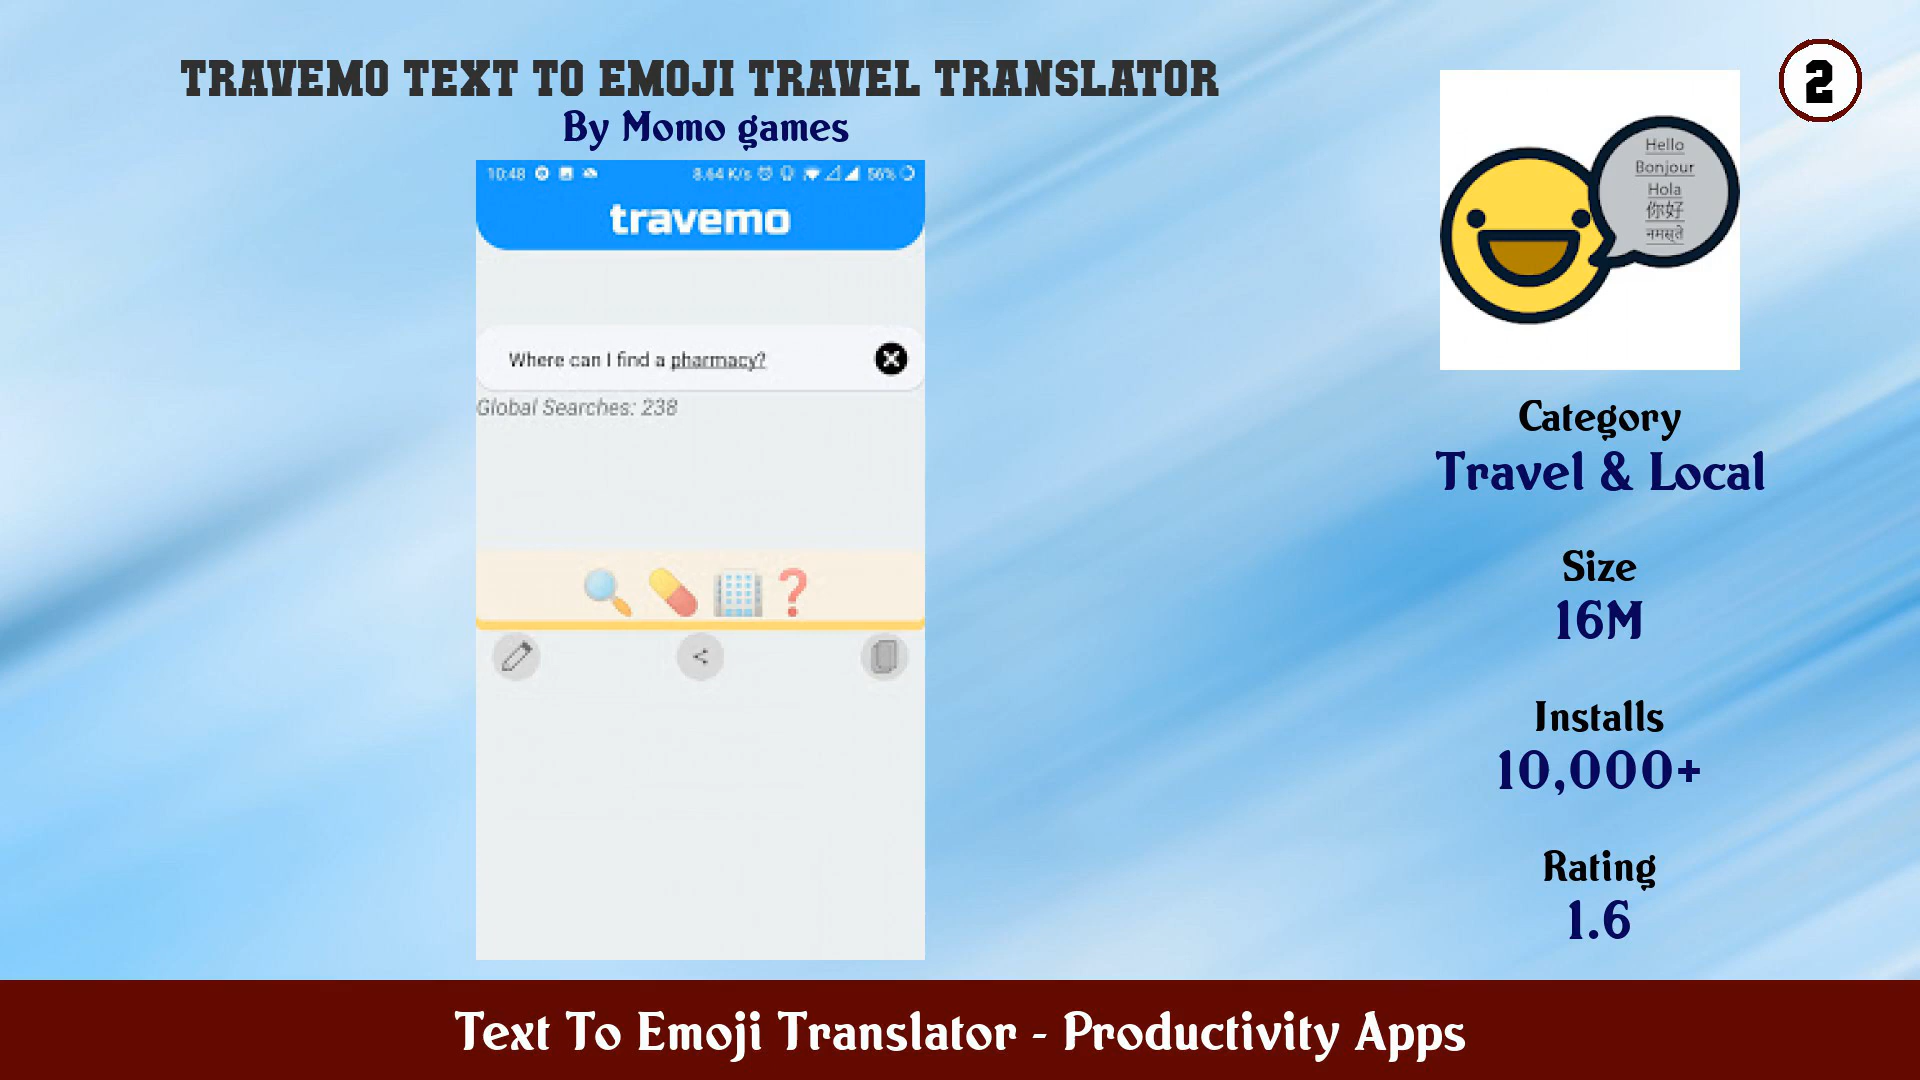 TRAVEMO TEXT TO EMOJI TRAVEL TRANSLATOR
By Momo games
2
10:48
8.64 K/s
56%
travemo
Where can I find a pharmacy?
Global Searches: 238
Hello
Bonjour
Hola
你好
नमस्ते
Category
Travel & Local
Size
16M
Installs
10,000+
Rating
1.6
Text To Emoji Translator - Productivity Apps